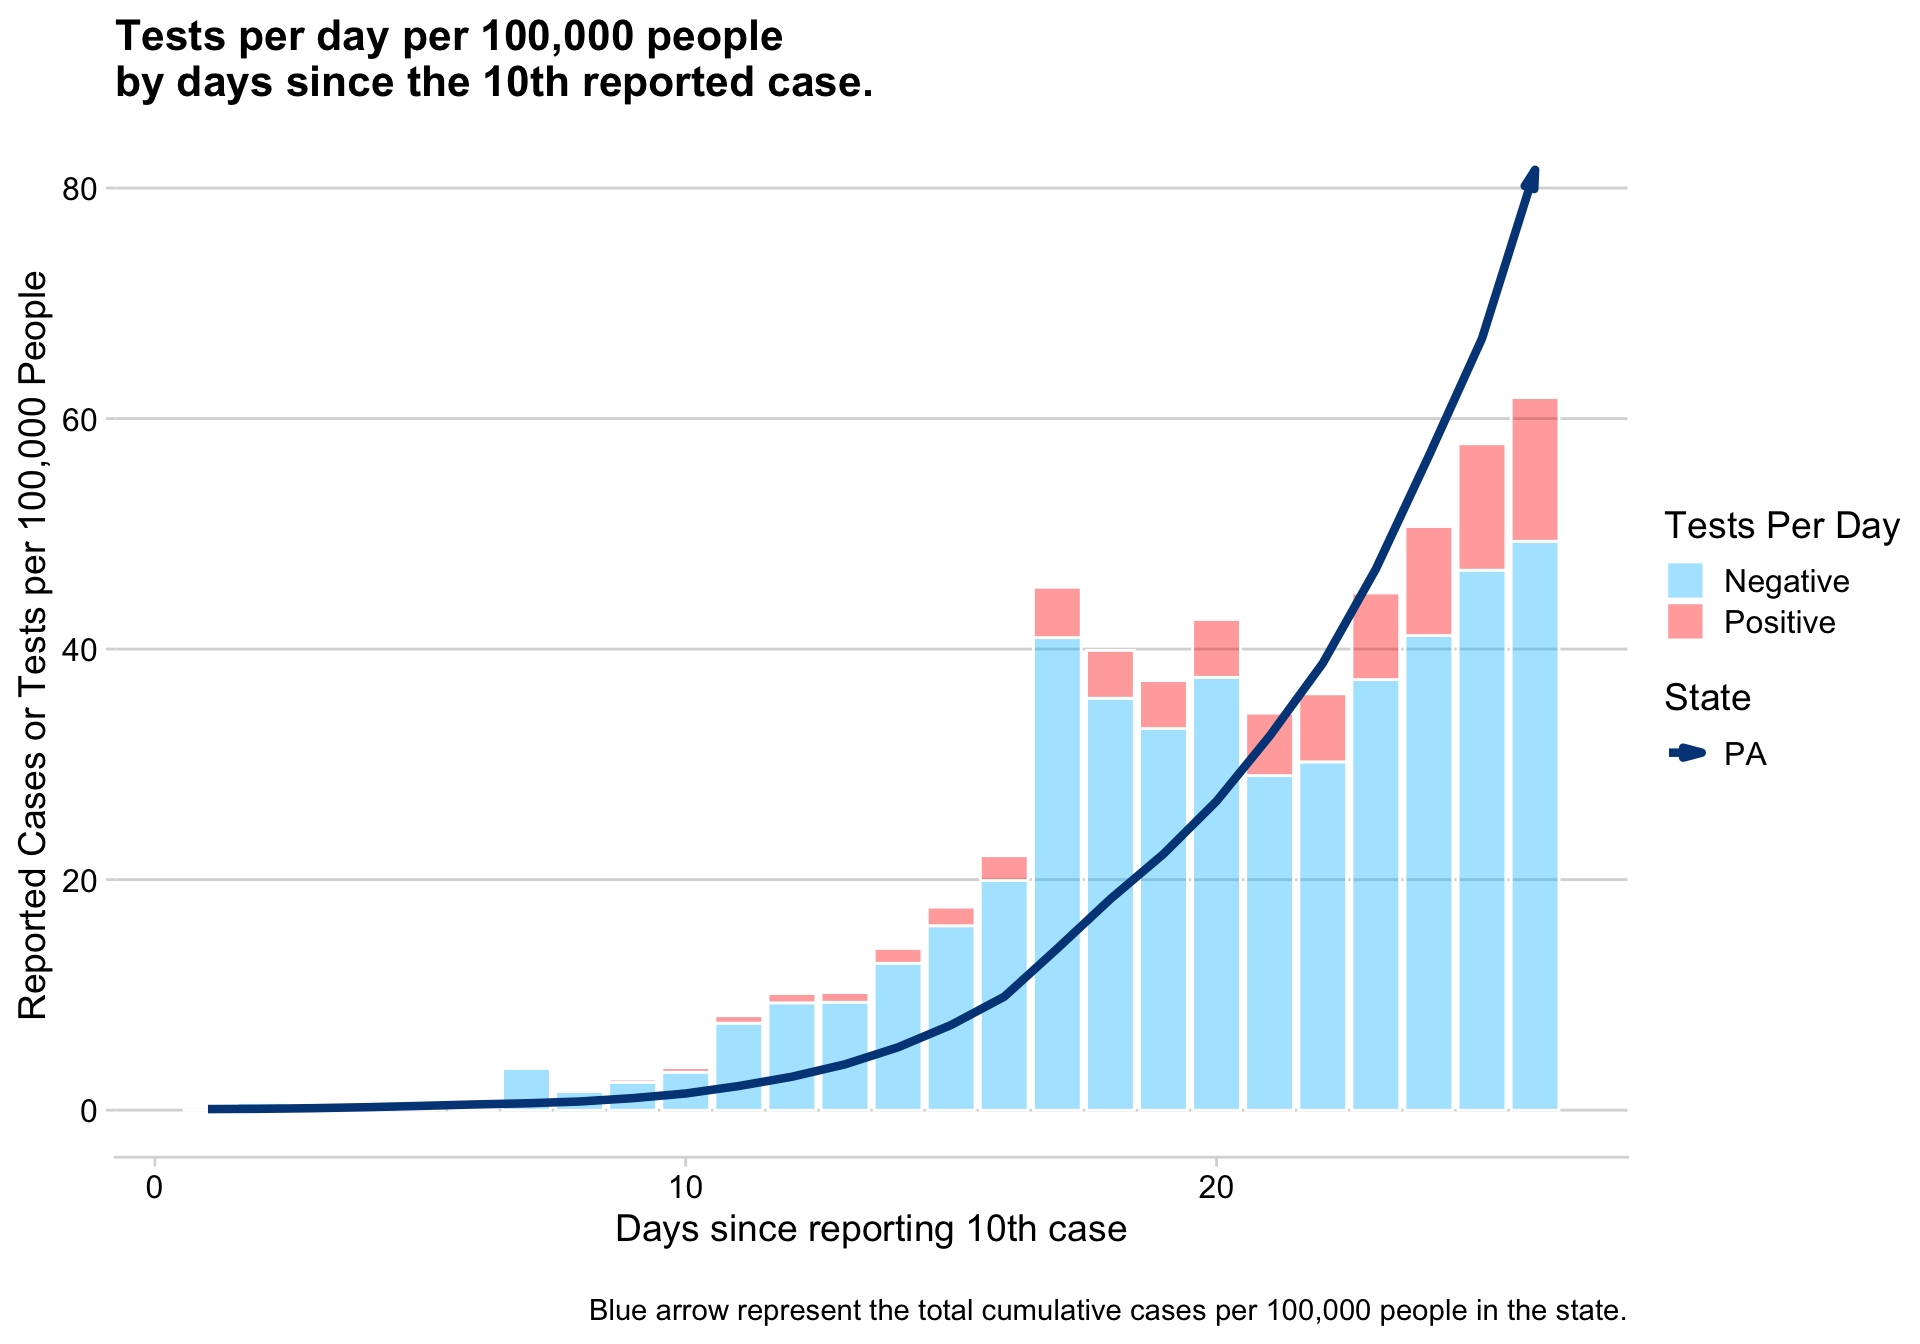 Tests per day per 100,000 people
by days since the 10th reported case.
Reported Cases or Tests per 100,000 People
80
60
40
20
0
0
10
20
Days since reporting 10th case
Tests Per Day
Negative
Positive
State
PA
Blue arrow represent the total cumulative cases per 100,000 people in the state.